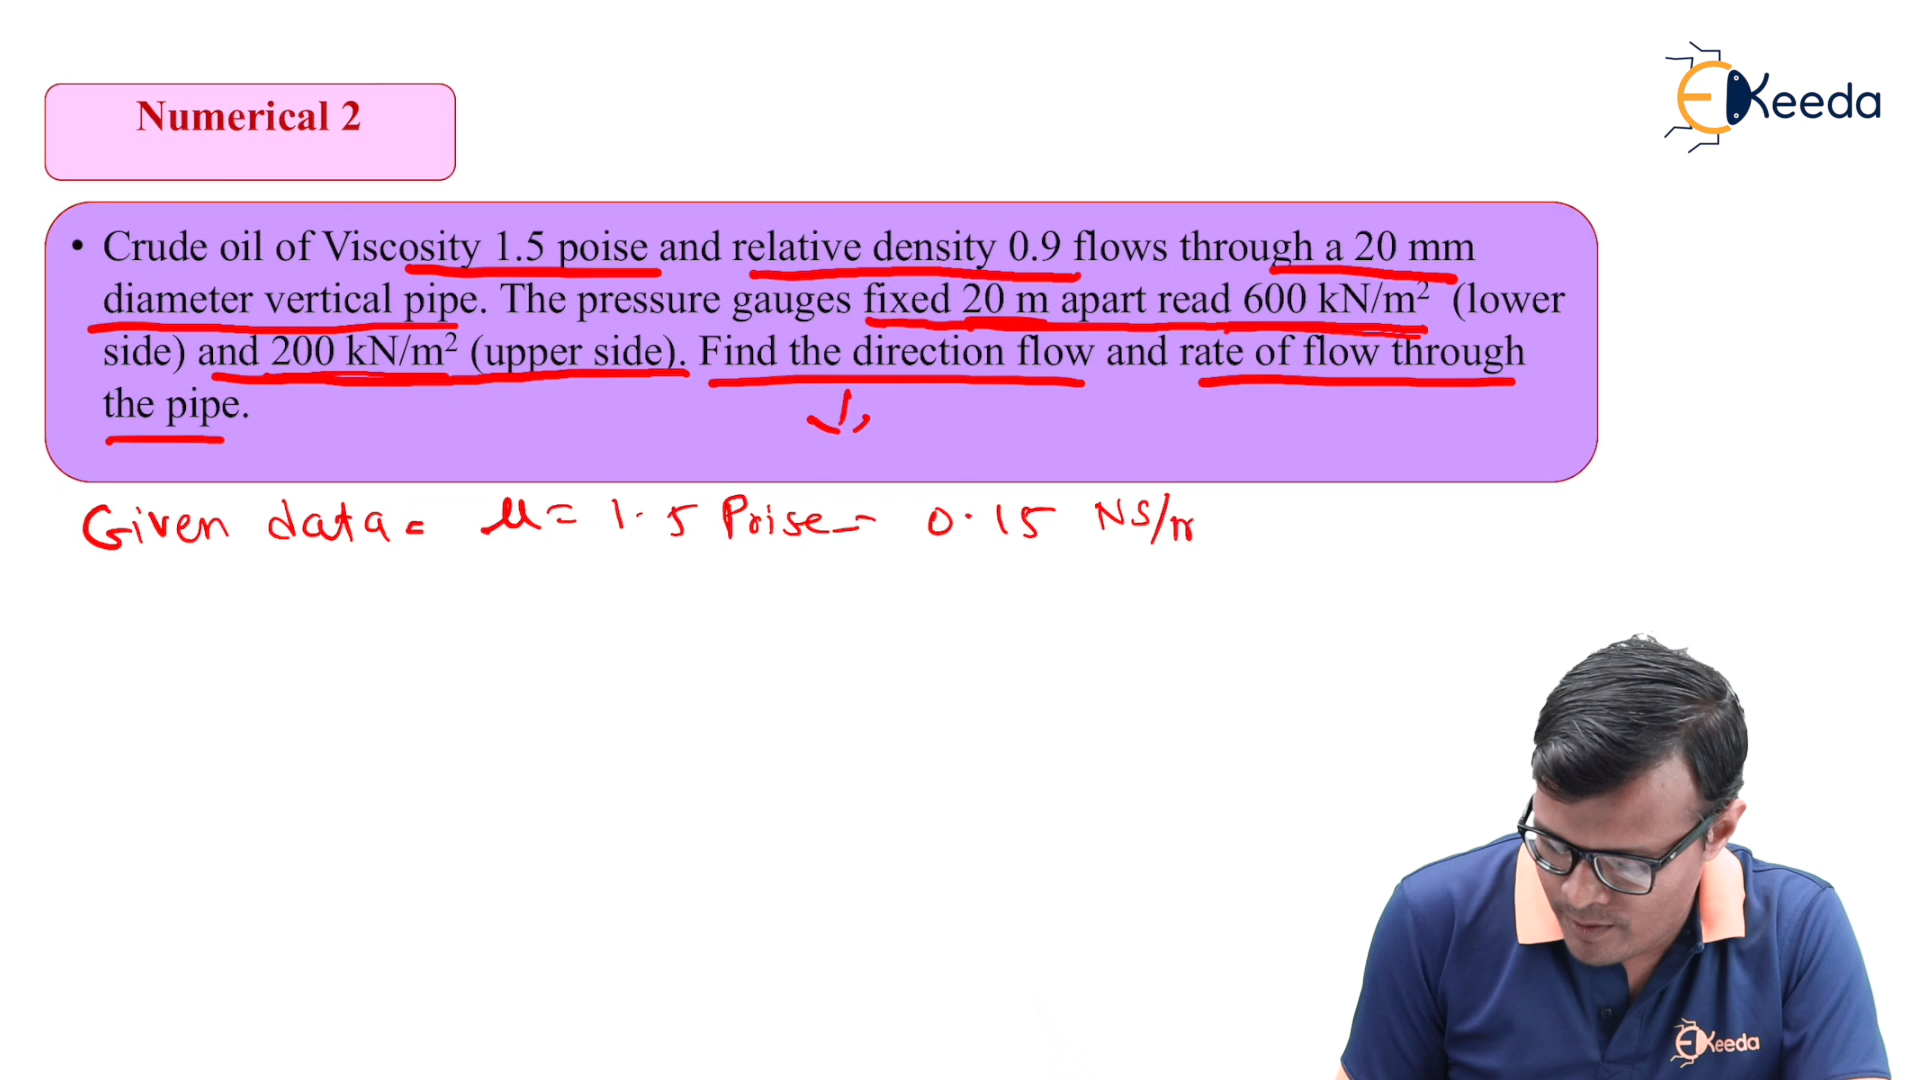 Numerical 2
Keeda
• Crude oil of Viscosity 1.5 poise and relative density 0.9 flows through a 20 mm
diameter vertical pipe. The pressure gauges fixed 20 m apart read 600 kN/m² (lower
side) and 200 kN/m² (upper side). Find the direction flow and rate of flow through
the pipe.
Given data = μ = 1.5 Poise = 0.15 NS/m
EKeeda